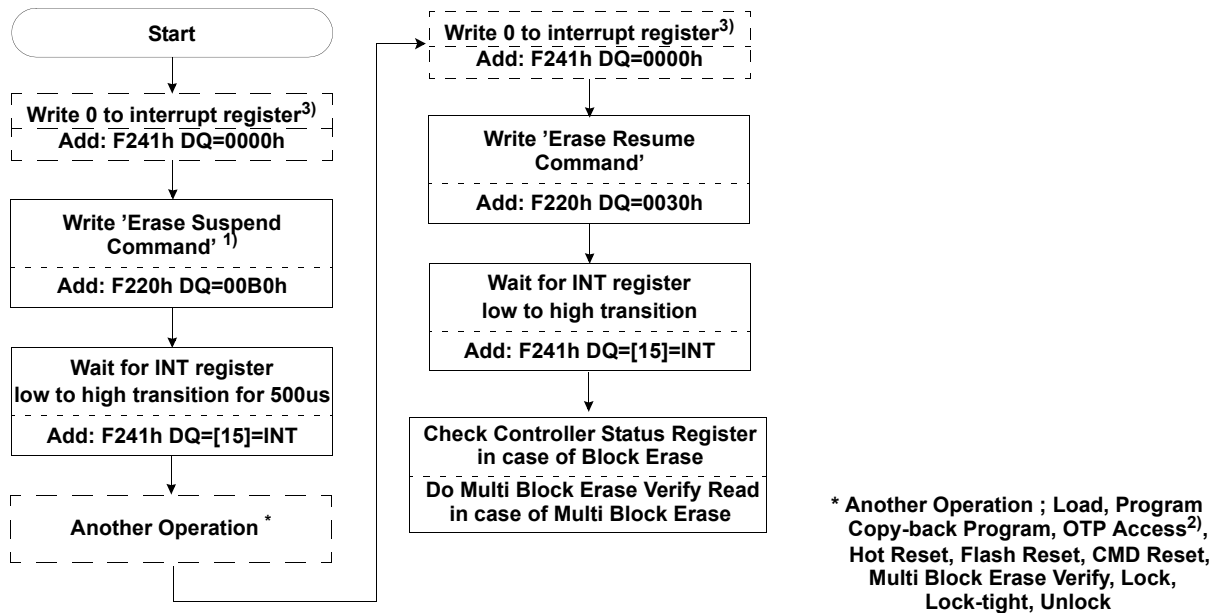 Start
Write 0 to interrupt register3)
Add: F241h DQ=0000h
Write ’Erase Suspend
Command’ 1)
Add: F220h DQ=00B0h
Wait for INT register
low to high transition for 500us
Add: F241h DQ=[15]=INT
Another Operation *
Write 0 to interrupt register3)
Add: F241h DQ=0000h
Write ’Erase Resume
Command’
Add: F220h DQ=0030h
Wait for INT register
low to high transition
Add: F241h DQ=[15]=INT
Check Controller Status Register
in case of Block Erase
Do Multi Block Erase Verify Read
in case of Multi Block Erase
* Another Operation ; Load, Program
Copy-back Program, OTP Access2),
Hot Reset, Flash Reset, CMD Reset,
Multi Block Erase Verify, Lock,
Lock-tight, Unlock